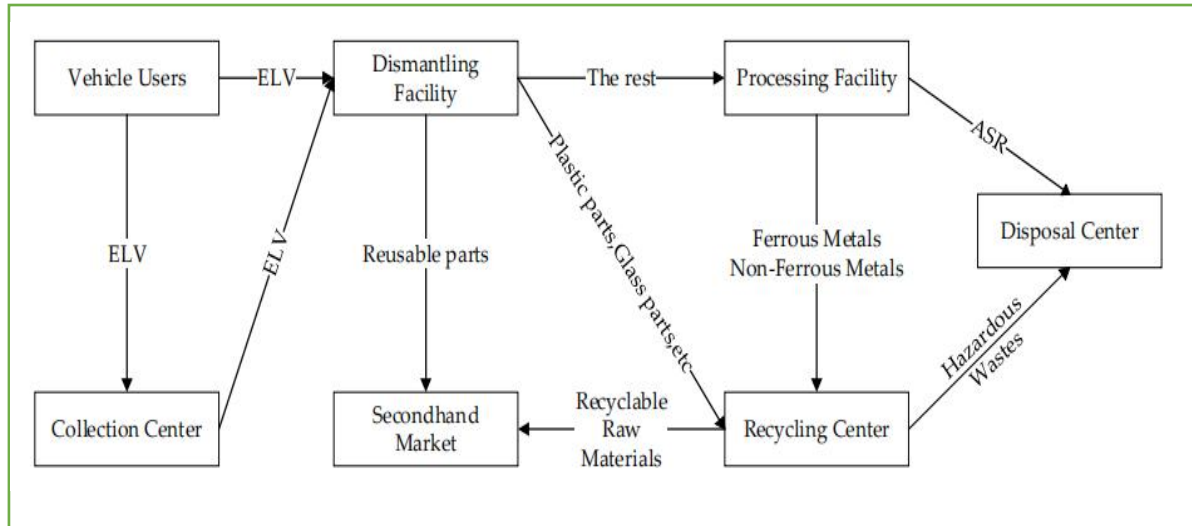 Vehicle Users
ELV
Dismantling
Facility
The rest
Processing Facility
ASR
Disposal Center
ELV
ELV
Reusable parts
Plastic parts,Glass parts,etc
Ferrous Metals
Non-Ferrous Metals
Hazardous
Wastes
Collection Center
Secondhand
Market
Recyclable
Raw
Materials
Recycling Center